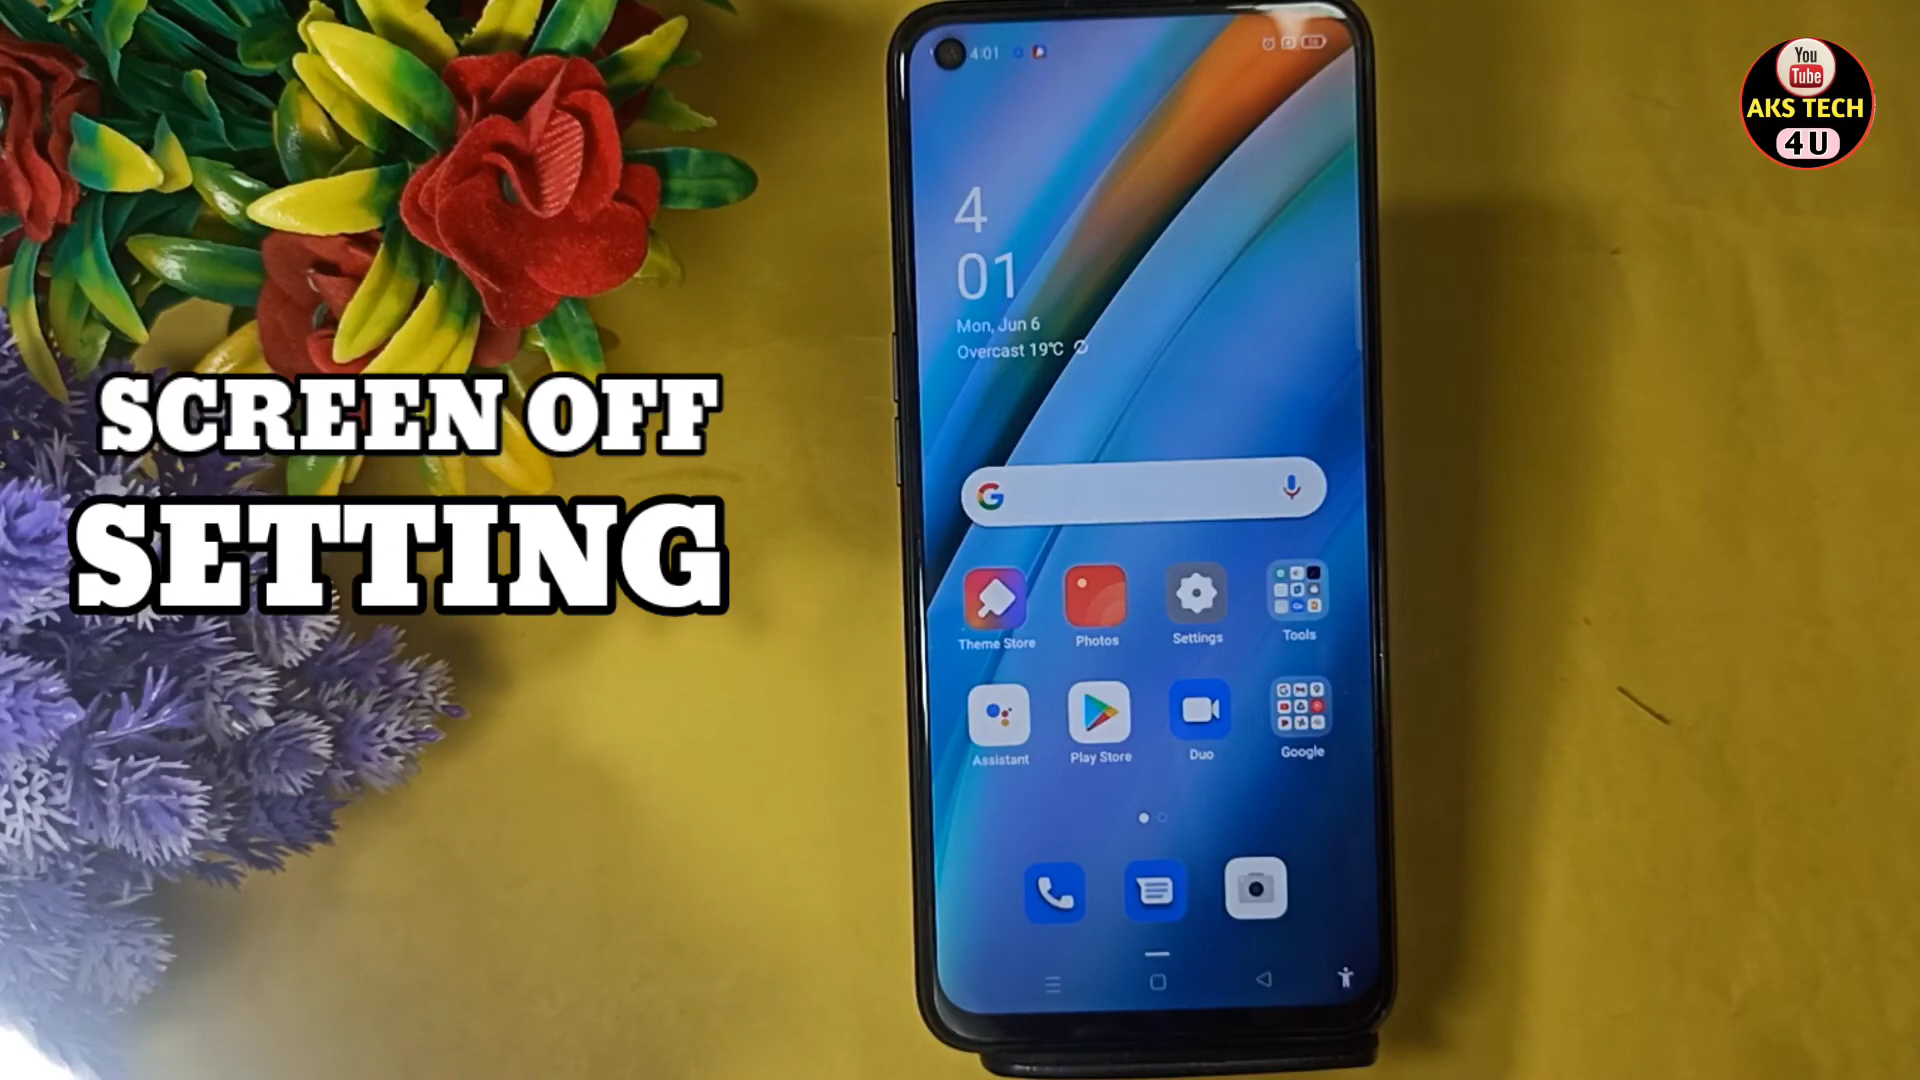 SCREEN OFF
SETTING
You
Tube
AKS TECH
4U
4:01
4
01
Mon, Jun 6
Overcast 19℃
G
Theme Store
Photos
Settings
Tools
Assistant
Play Store
Duo
Google